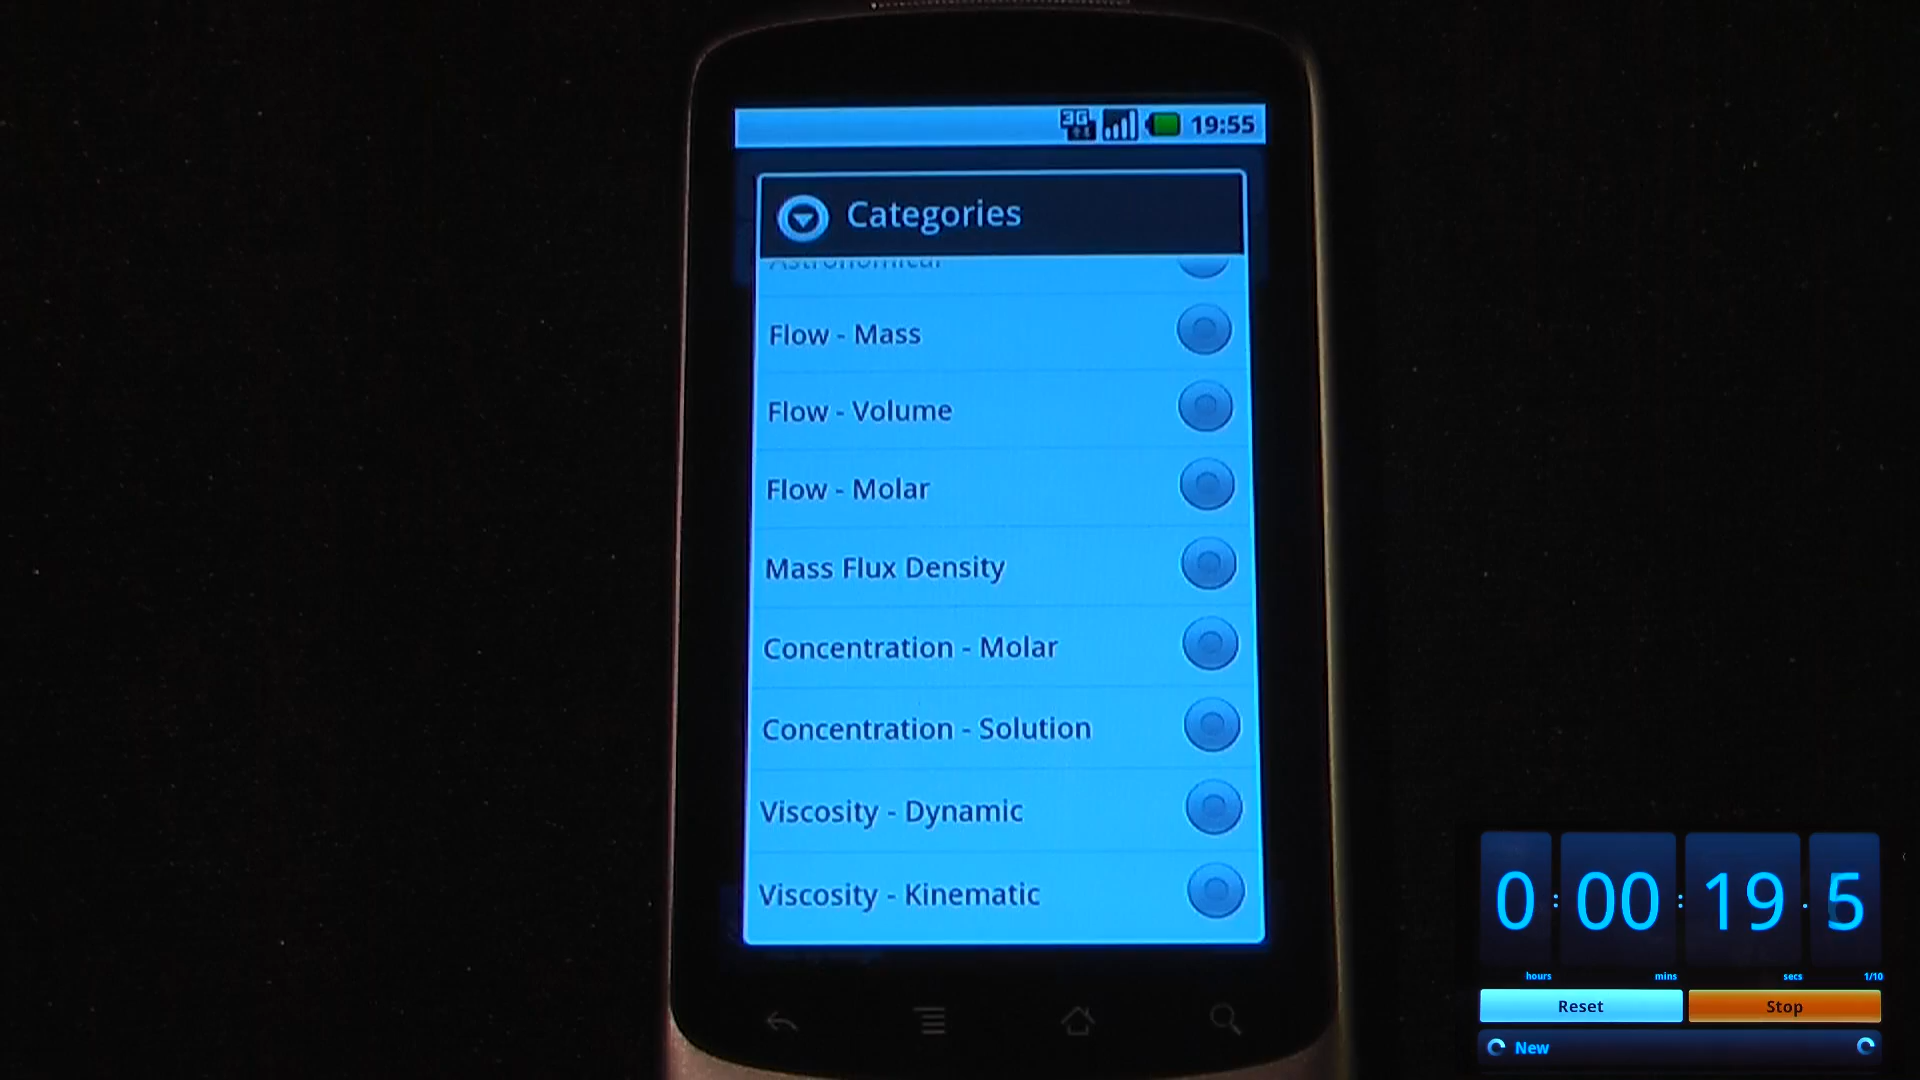 3G 19:55
Categories
Astronomical
Flow - Mass
Flow - Volume
Flow - Molar
Mass Flux Density
Concentration - Molar
Concentration - Solution
Viscosity - Dynamic
Viscosity - Kinematic
0 : 00 : 19 . 5
hours mins secs 1/10
Reset Stop
New